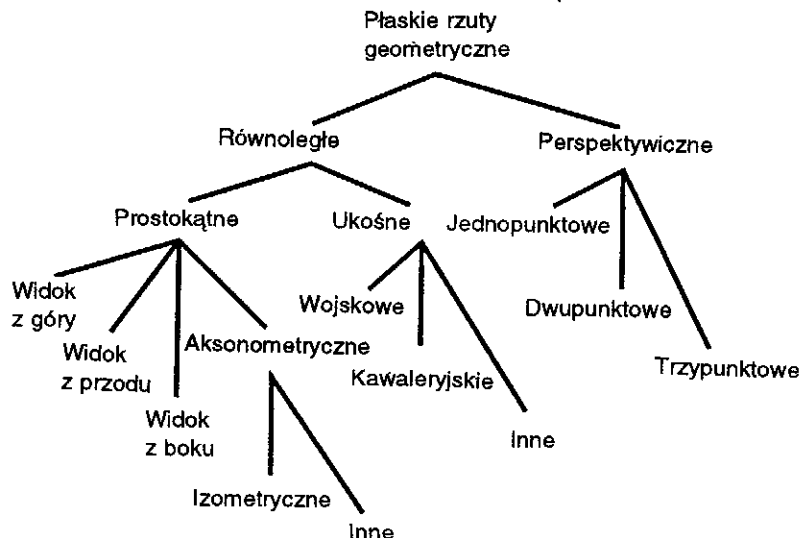 Płaskie rzuty
geometryczne
Równoległe
Perspektywiczne
Prostokątne
Ukośne
Jednopunktowe
Widok
z góry
Wojskowe
Dwupunktowe
Widok
z przodu
Aksonometryczne
Kawaleryjskie
Trzypunktowe
Widok
z boku
Inne
Izometryczne
Inne